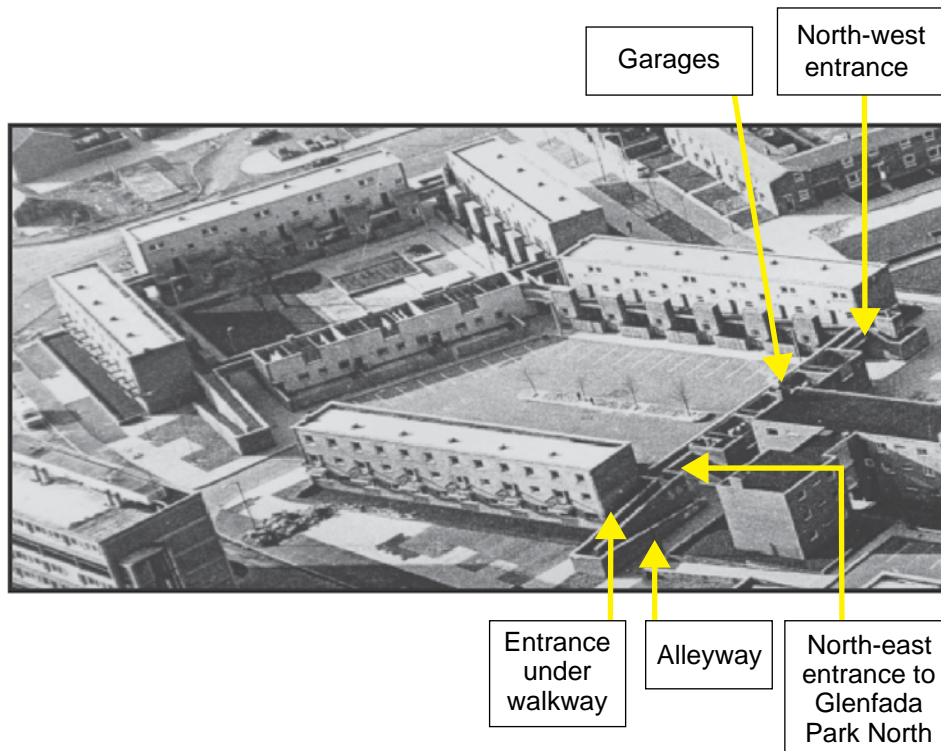 Garages
North-west
entrance
Entrance
under
walkway
Alleyway
North-east
entrance to
Glenfada
Park North